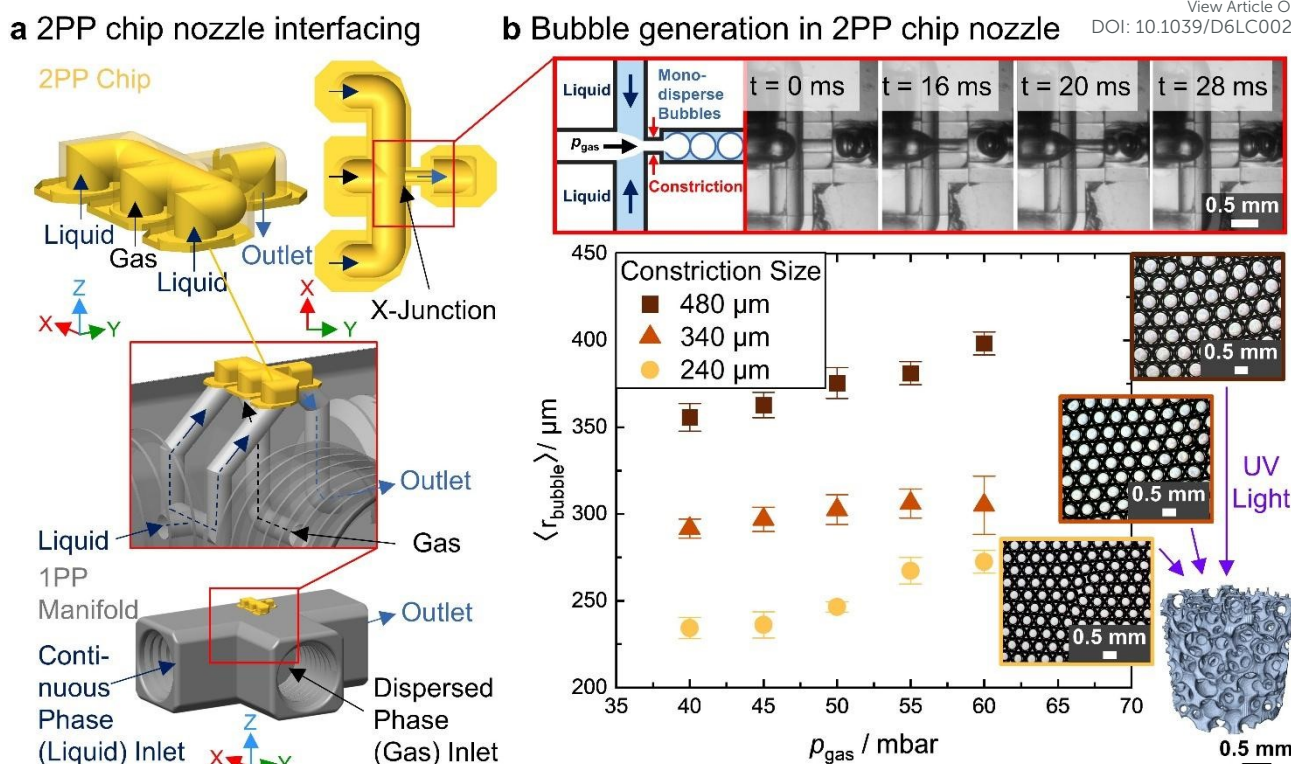 View Article O
DOI: 10.1039/D6LC002
a 2PP chip nozzle interfacing
2PP Chip
Liquid
Gas
Liquid
Outlet
X-Junction
Z
X
Y
X
Y
Outlet
Liquid
Gas
1PP
Manifold
Outlet
Conti-
nuous
Phase
(Liquid) Inlet
Dispersed
Phase
(Gas) Inlet
Z
X
Y
b Bubble generation in 2PP chip nozzle
Liquid
Mono-
disperse
Bubbles
pgas
Constriction
Liquid
t = 0 ms
t = 16 ms
t = 20 ms
t = 28 ms
0.5 mm
Constriction Size
480 µm
340 µm
240 µm
450
400
350
300
250
200
⟨rbubble⟩ / µm
35 40 45 50 55 60 65 70
pgas / mbar
0.5 mm
0.5 mm
0.5 mm
UV
Light
0.5 mm